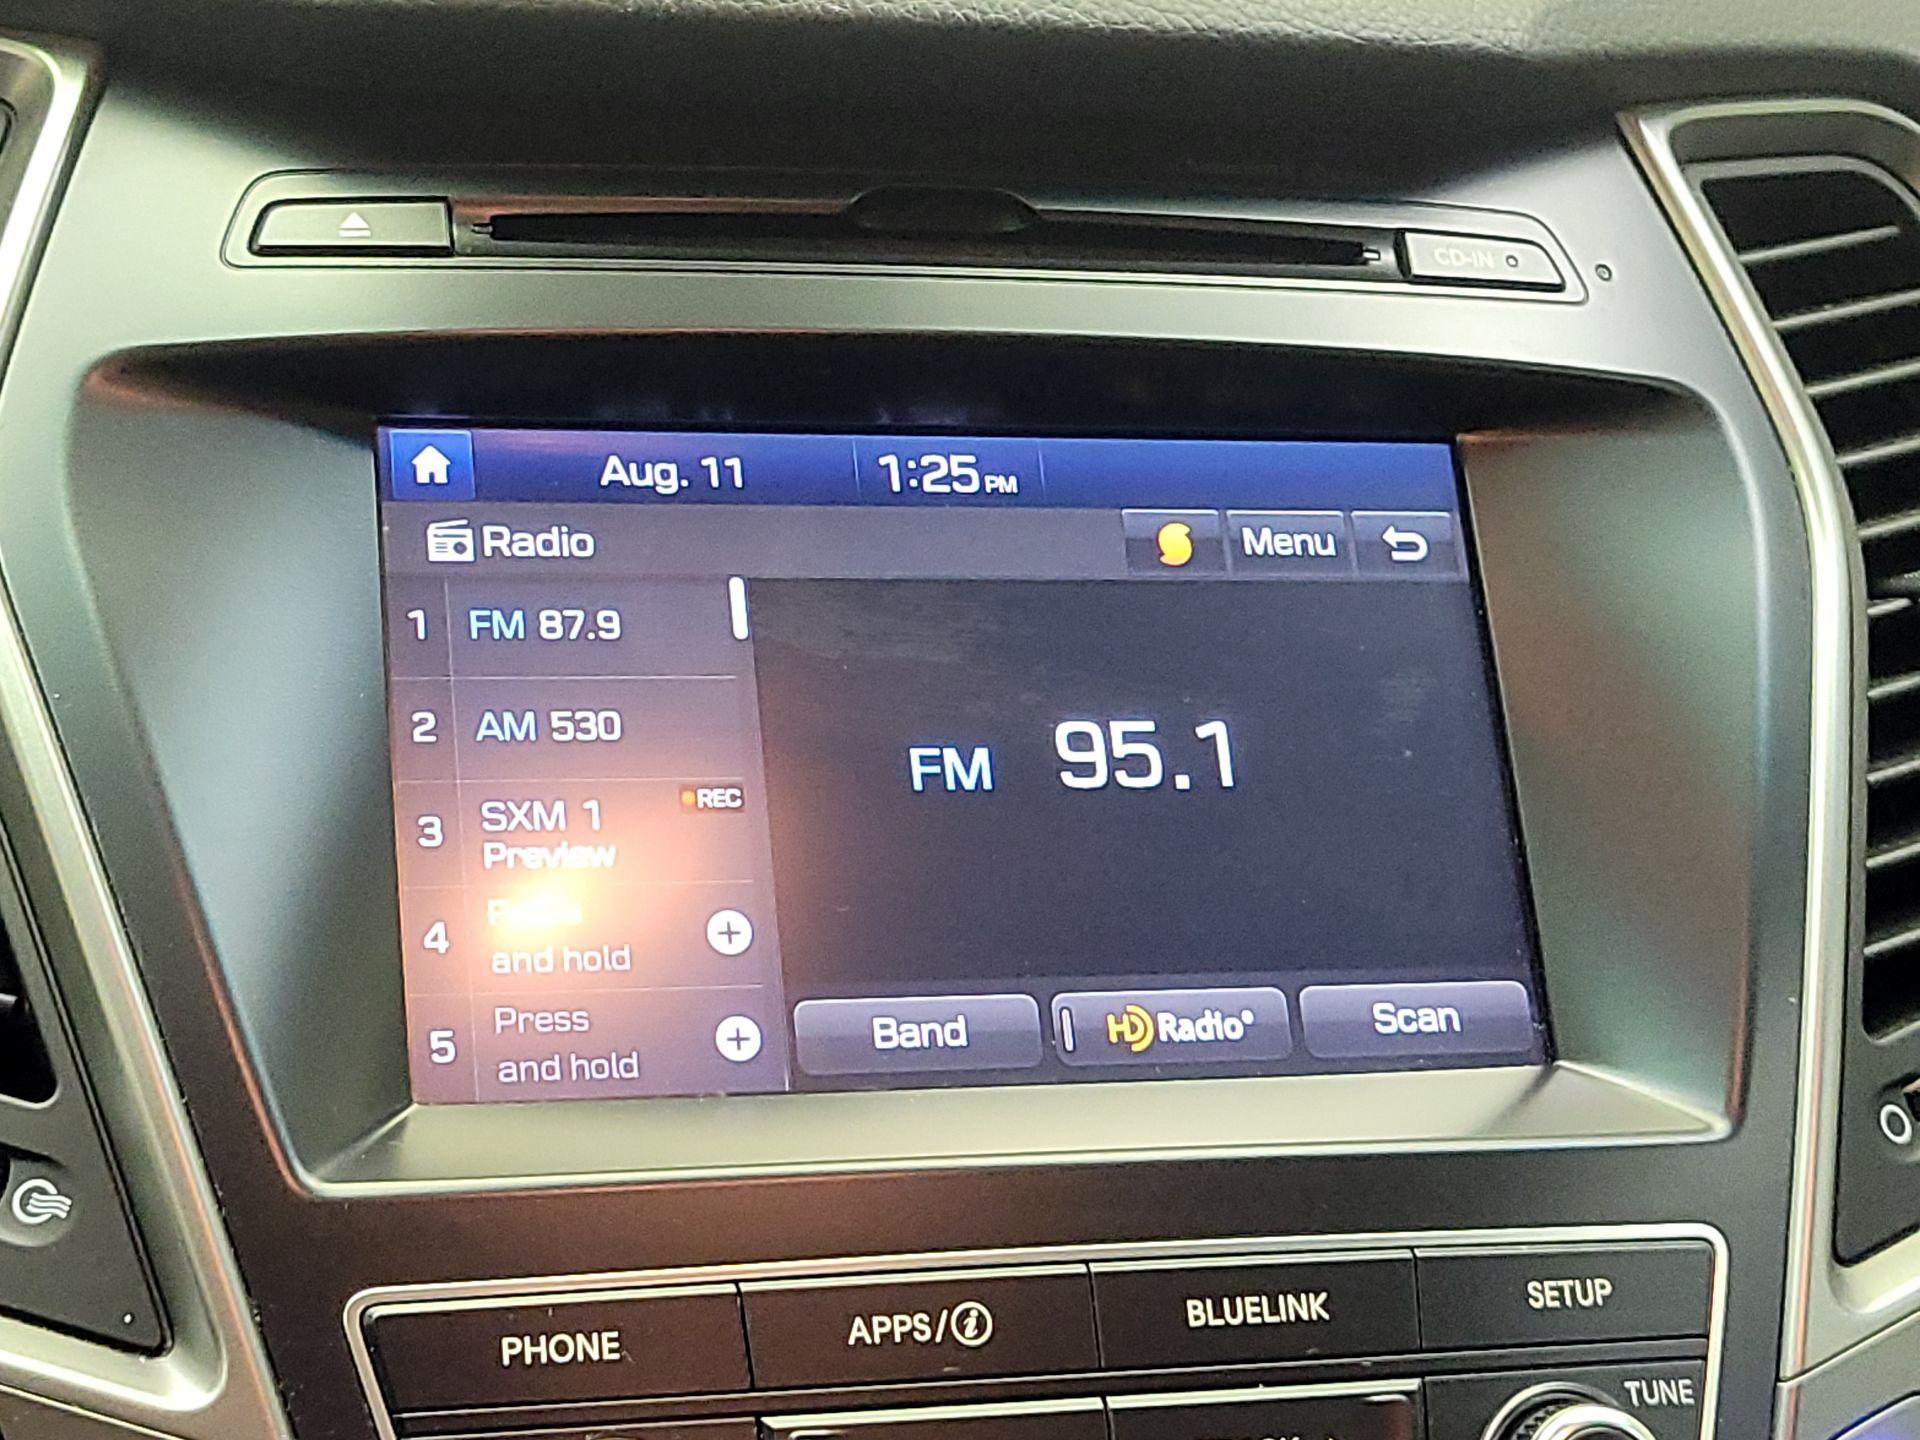 CD-IN
Aug. 11 1:25 PM
Radio Menu
1 FM 87.9
2 AM 530
3 SXM 1 REC
Preview
FM 95.1
4
and hold
5 Press
and hold
Band HD Radio Scan
PHONE APPS/i BLUELINK SETUP
TUNE